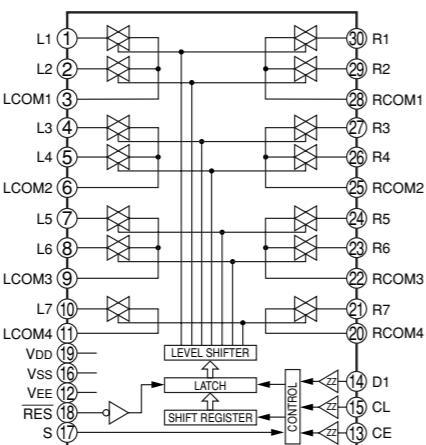 L1 1 30 R1
L2 2 29 R2
LCOM1 3 28 RCOM1
L3 4 27 R3
L4 5 26 R4
LCOM2 6 25 RCOM2
L5 7 24 R5
L6 8 23 R6
LCOM3 9 22 RCOM3
L7 10 21 R7
LCOM4 11 20 RCOM4
VDD 19 LEVEL SHIFTER
VSS 16 LATCH CONTROL ZZ 14 D1
VEE 12
RES 18 SHIFT REGISTER ZZ 15 CL
S 17 ZZ 13 CE